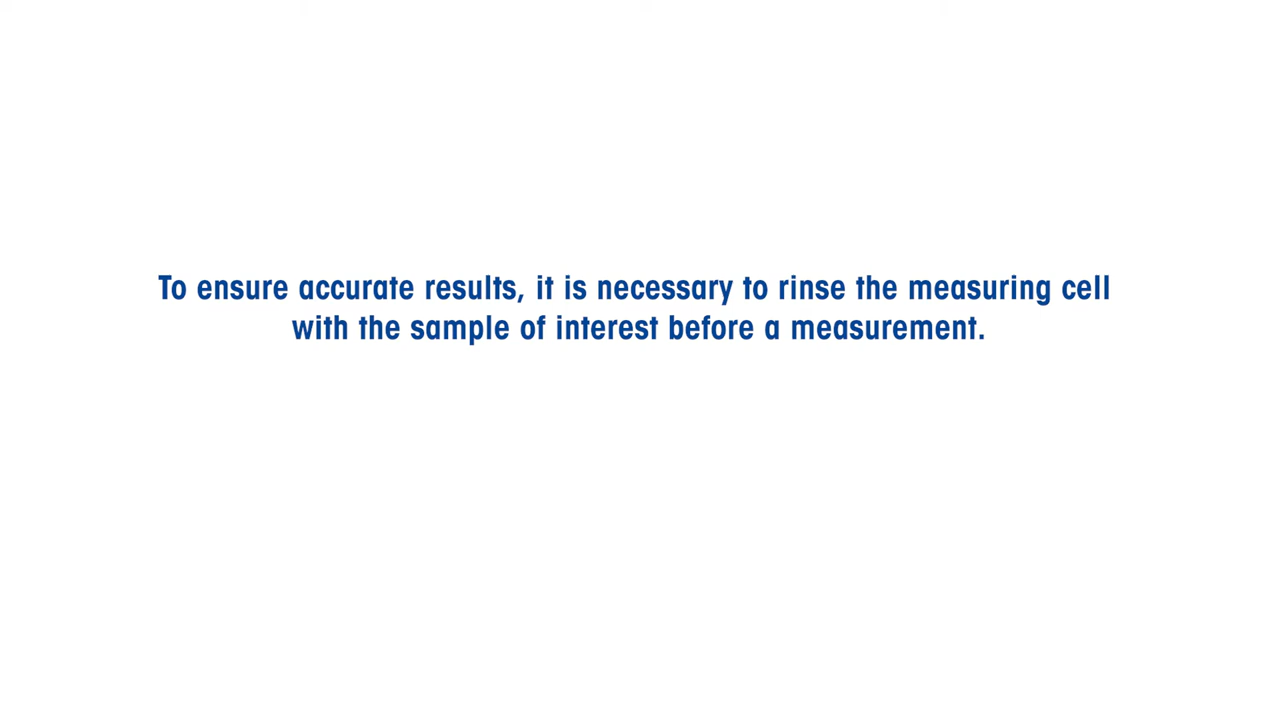 To ensure accurate results, it is necessary to rinse the measuring cell
with the sample of interest before a measurement.